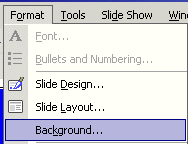 Format Tools Slide Show Win
Font...
Bullets and Numbering...
Slide Design...
Slide Layout...
Background...